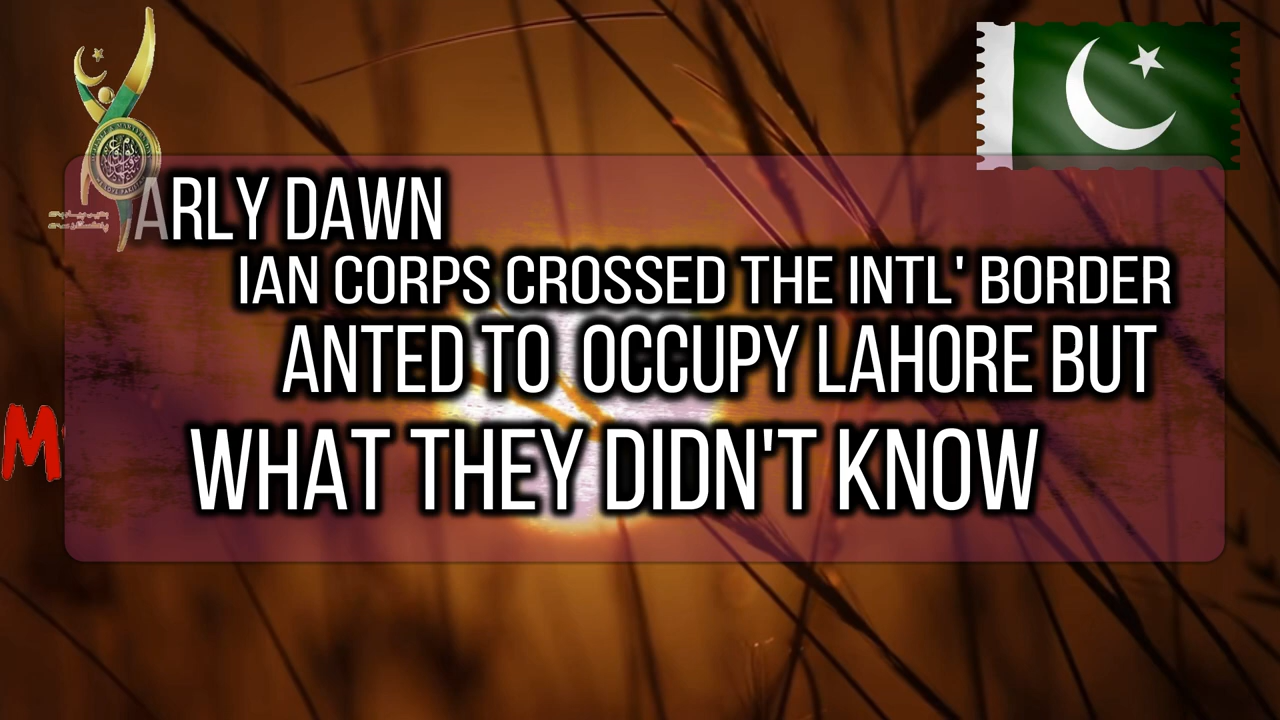 ARLY DAWN
IAN CORPS CROSSED THE INTL' BORDER
ANTED TO OCCUPY LAHORE BUT
WHAT THEY DIDN'T KNOW
M